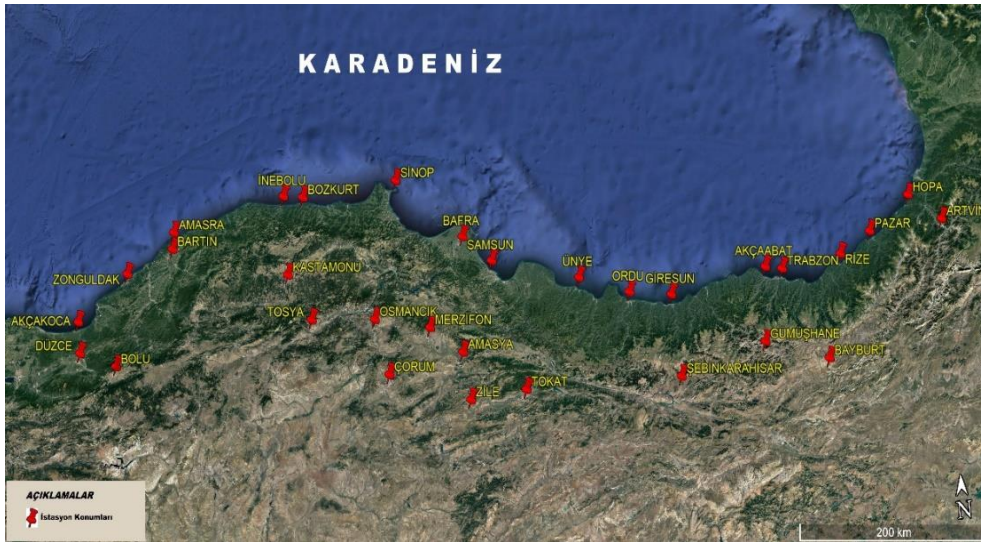 KARADENİZ
SİNOP
İNEBOLU
BOZKURT
HOPA
ARTVİN
AMASRA
BARTIN
BAFRA
SAMSUN
PAZAR
ZONGULDAK
KASTAMONU
ÜNYE
ORDU
GİRESUN
AKÇAABAT
TRABZON
RİZE
AKÇAKOCA
TOSYA
OSMANCIK
MERZİFON
GÜMÜŞHANE
DÜZCE
BOLU
AMASYA
BAYBURT
ÇORUM
ŞEBİNKARAHİSAR
ZİLE
TOKAT
AÇIKLAMALAR
İstasyon Konumları
N
200 km